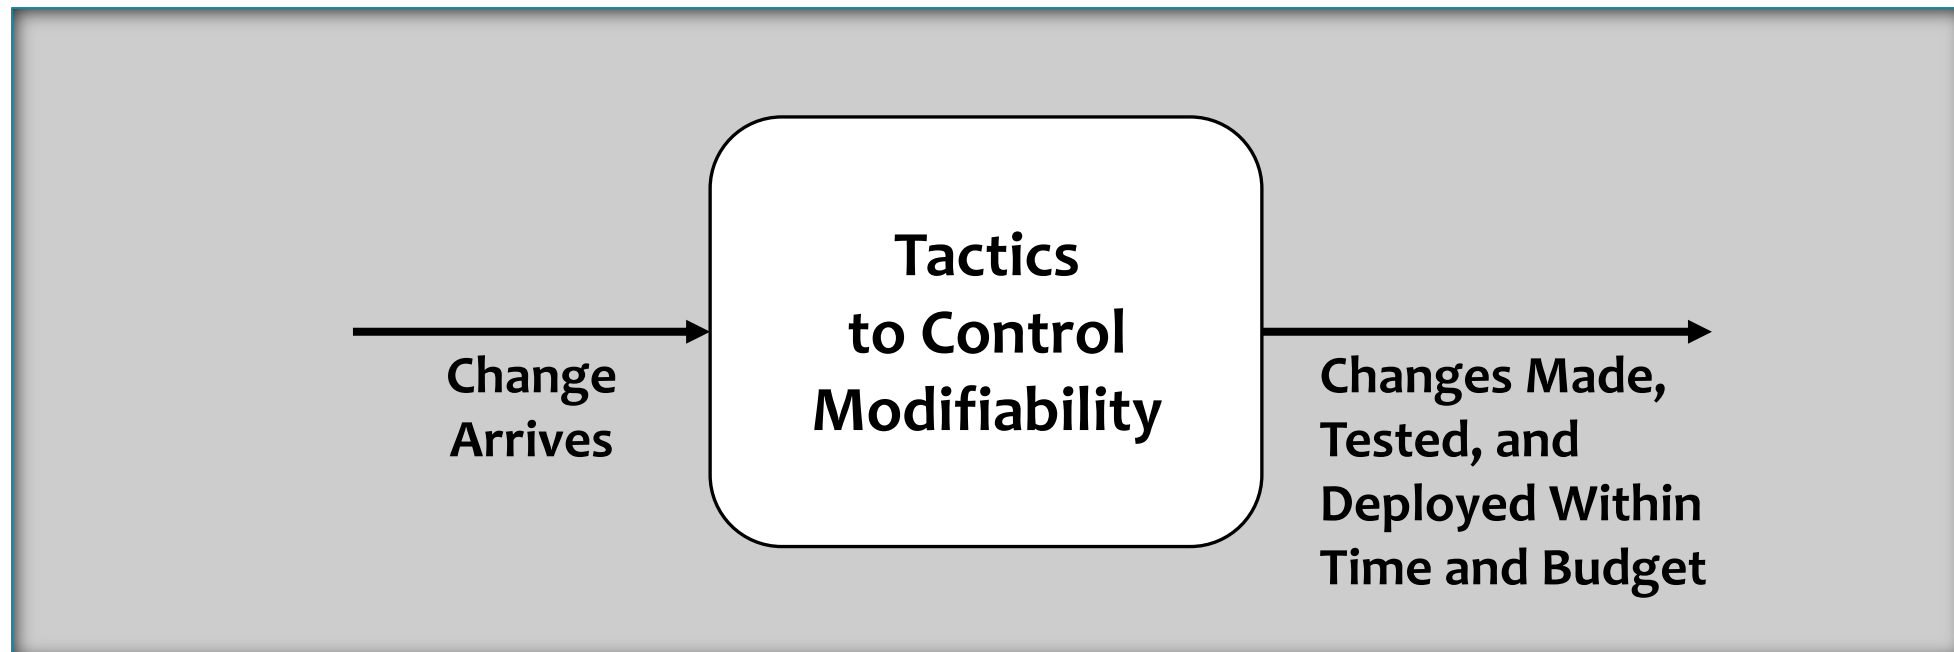 Tactics
to Control
Modifiability
Change
Arrives
Changes Made,
Tested, and
Deployed Within
Time and Budget